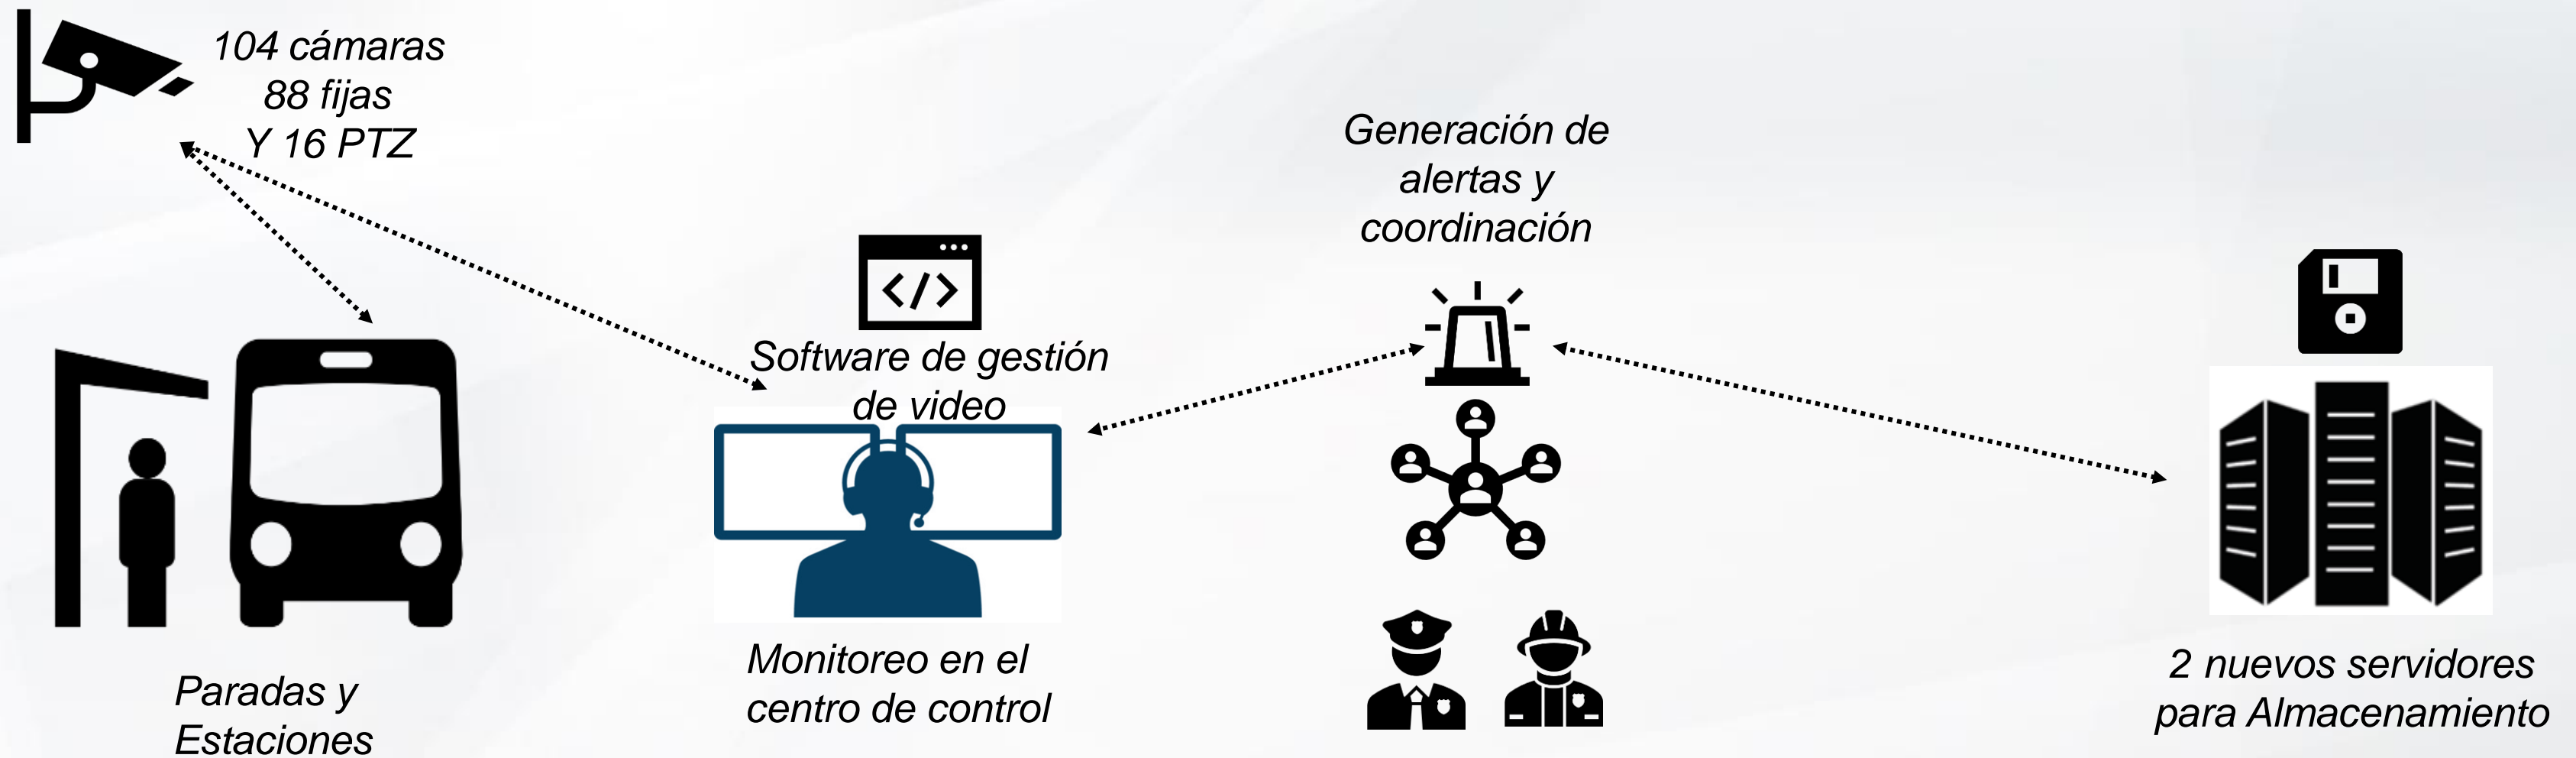 104 cámaras
88 fijas
Y 16 PTZ
Paradas y
Estaciones
Software de gestión
de video
Monitoreo en el
centro de control
Generación de
alertas y
coordinación
2 nuevos servidores
para Almacenamiento